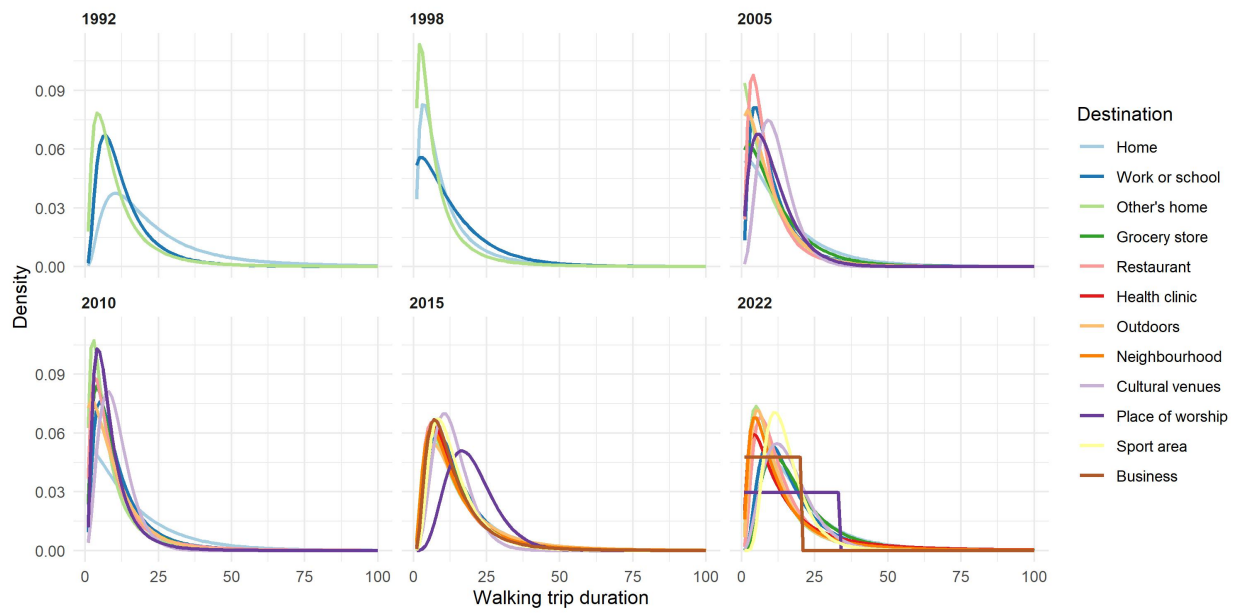 1992
1998
2005
0.09
0.06
0.03
0.00
2010
2015
2022
0.09
0.06
0.03
0.00
0 25 50 75 100
0 25 50 75 100
0 25 50 75 100
Density
Walking trip duration
Destination
Home
Work or school
Other's home
Grocery store
Restaurant
Health clinic
Outdoors
Neighbourhood
Cultural venues
Place of worship
Sport area
Business